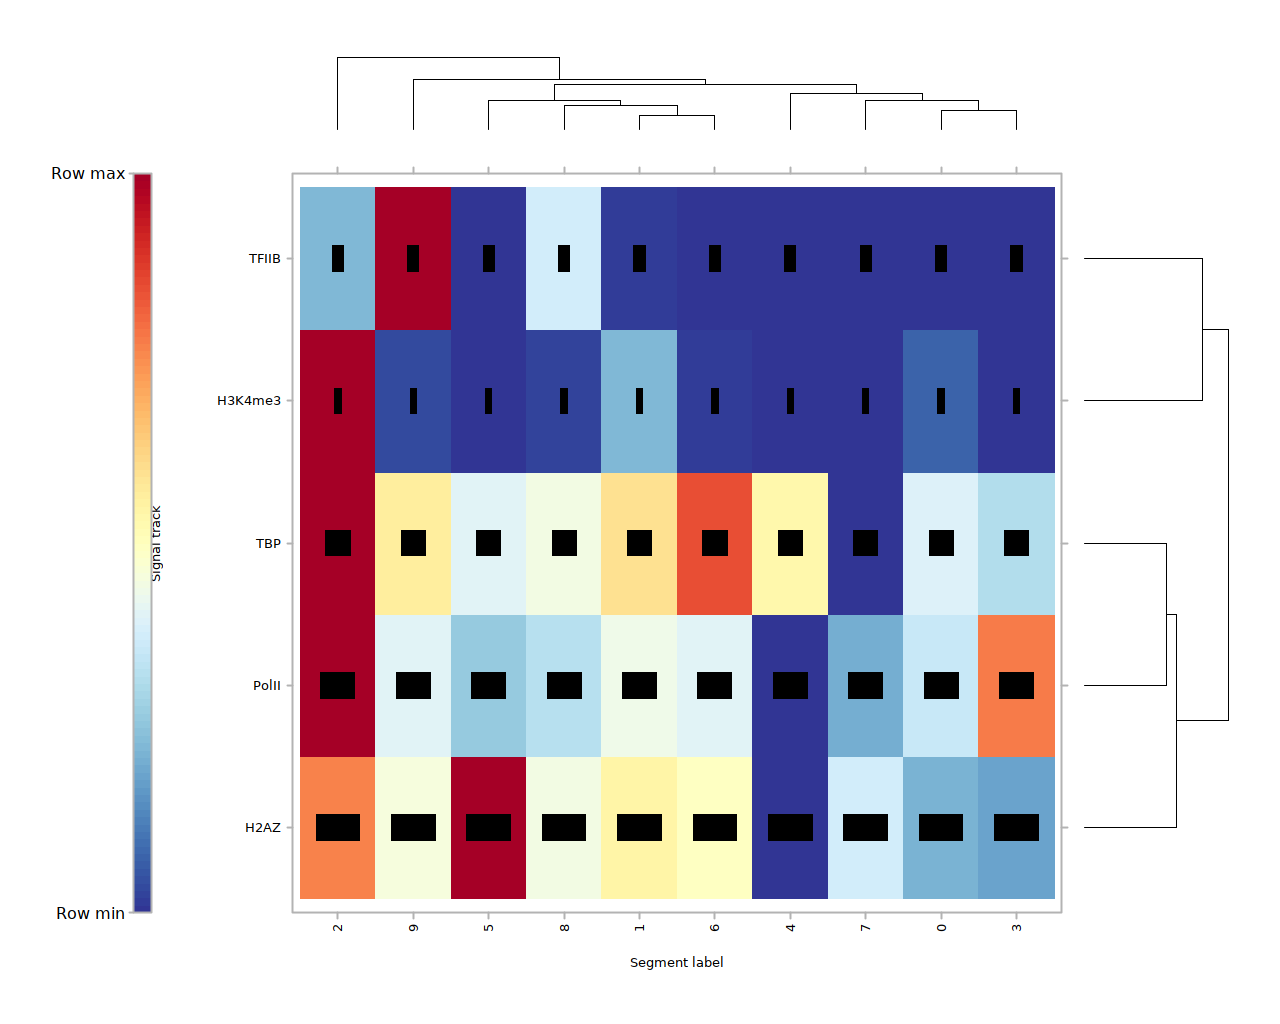 Row max
TFIIB
H3K4me3
Signal track
TBP
PolII
H2AZ
Row min
2 9 5 8 1 6 4 7 0 3
Segment label